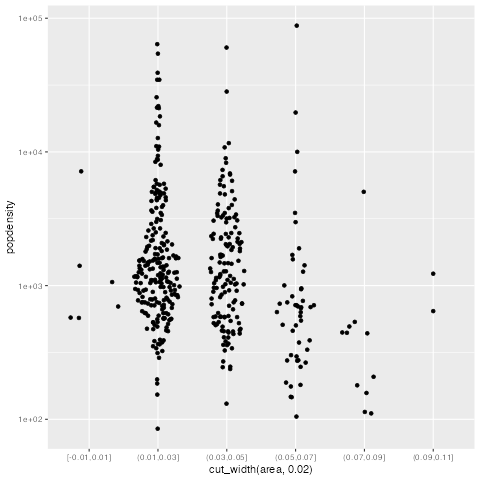 1e+05
1e+04
1e+03
1e+02
popdensity
[-0.01,0.01]
(0.01,0.03]
(0.03,0.05]
(0.05,0.07]
(0.07,0.09]
(0.09,0.11]
cut_width(area, 0.02)